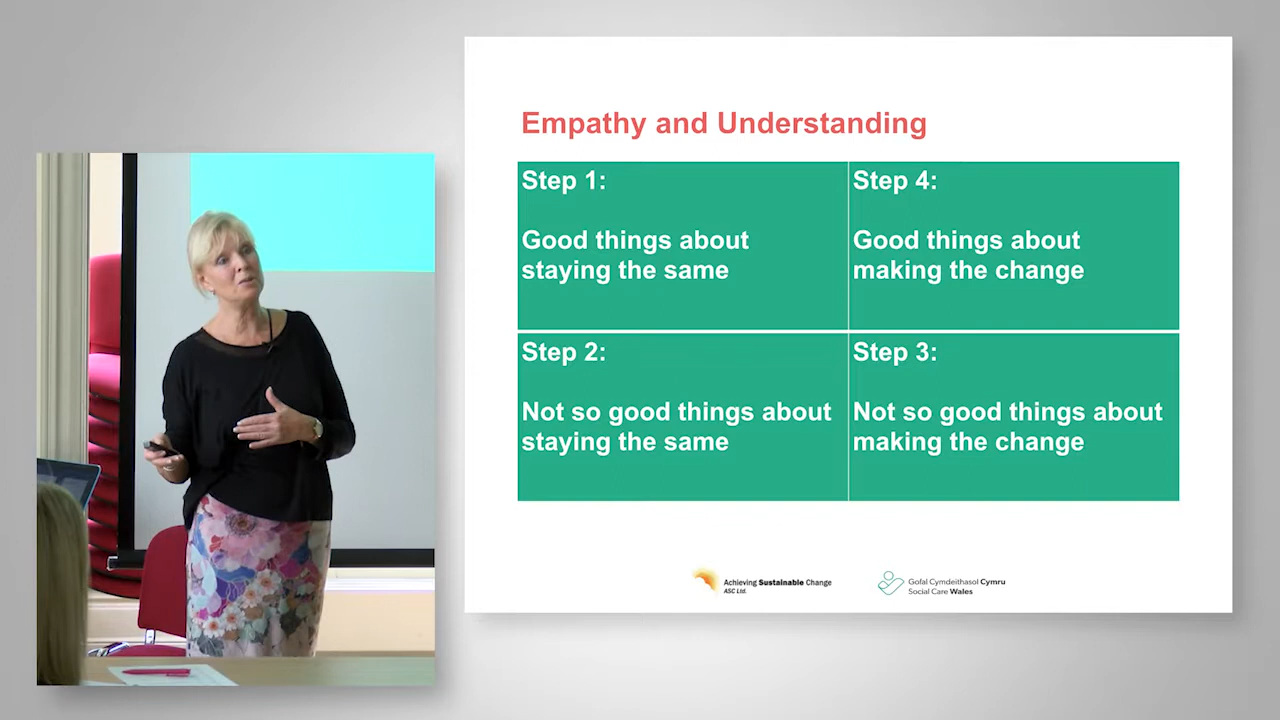 Empathy and Understanding
Step 1:
Good things about
staying the same
Step 4:
Good things about
making the change
Step 2:
Not so good things about
staying the same
Step 3:
Not so good things about
making the change
Achieving Sustainable Change
ASC Ltd.
Gofal Cymdeithasol Cymru
Social Care Wales